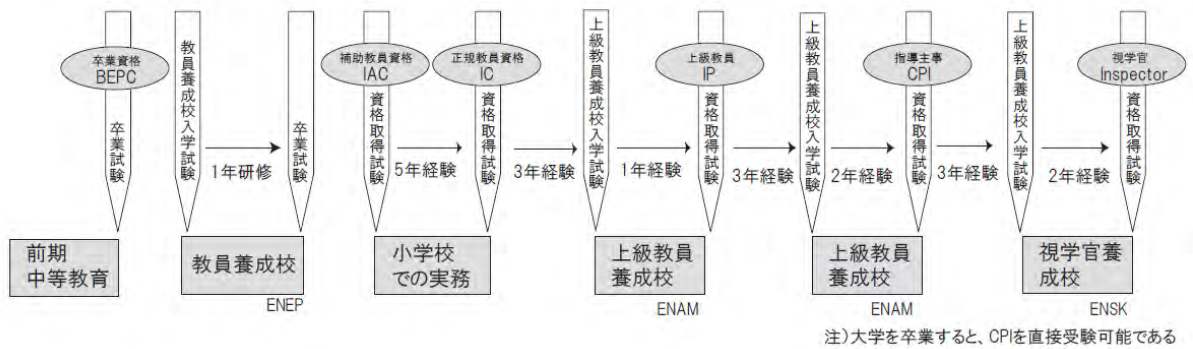 卒業資格
BEPC
卒業試験
教員養成校入学試験
1年研修
卒業試験
補助教員資格
IAC
資格取得試験
5年経験
正規教員資格
IC
資格取得試験
3年経験
上級教員養成校入学試験
1年経験
上級教員
IP
資格取得試験
3年経験
上級教員養成校入学試験
2年経験
指導主事
CPI
資格取得試験
3年経験
上級教員養成校入学試験
2年経験
視学官
Inspector
資格取得試験
前期
中等教育
教員養成校
ENEP
小学校
での実務
上級教員
養成校
ENAM
上級教員
養成校
ENAM
視学官養
成校
ENSK
注)大学を卒業すると、CPIを直接受験可能である